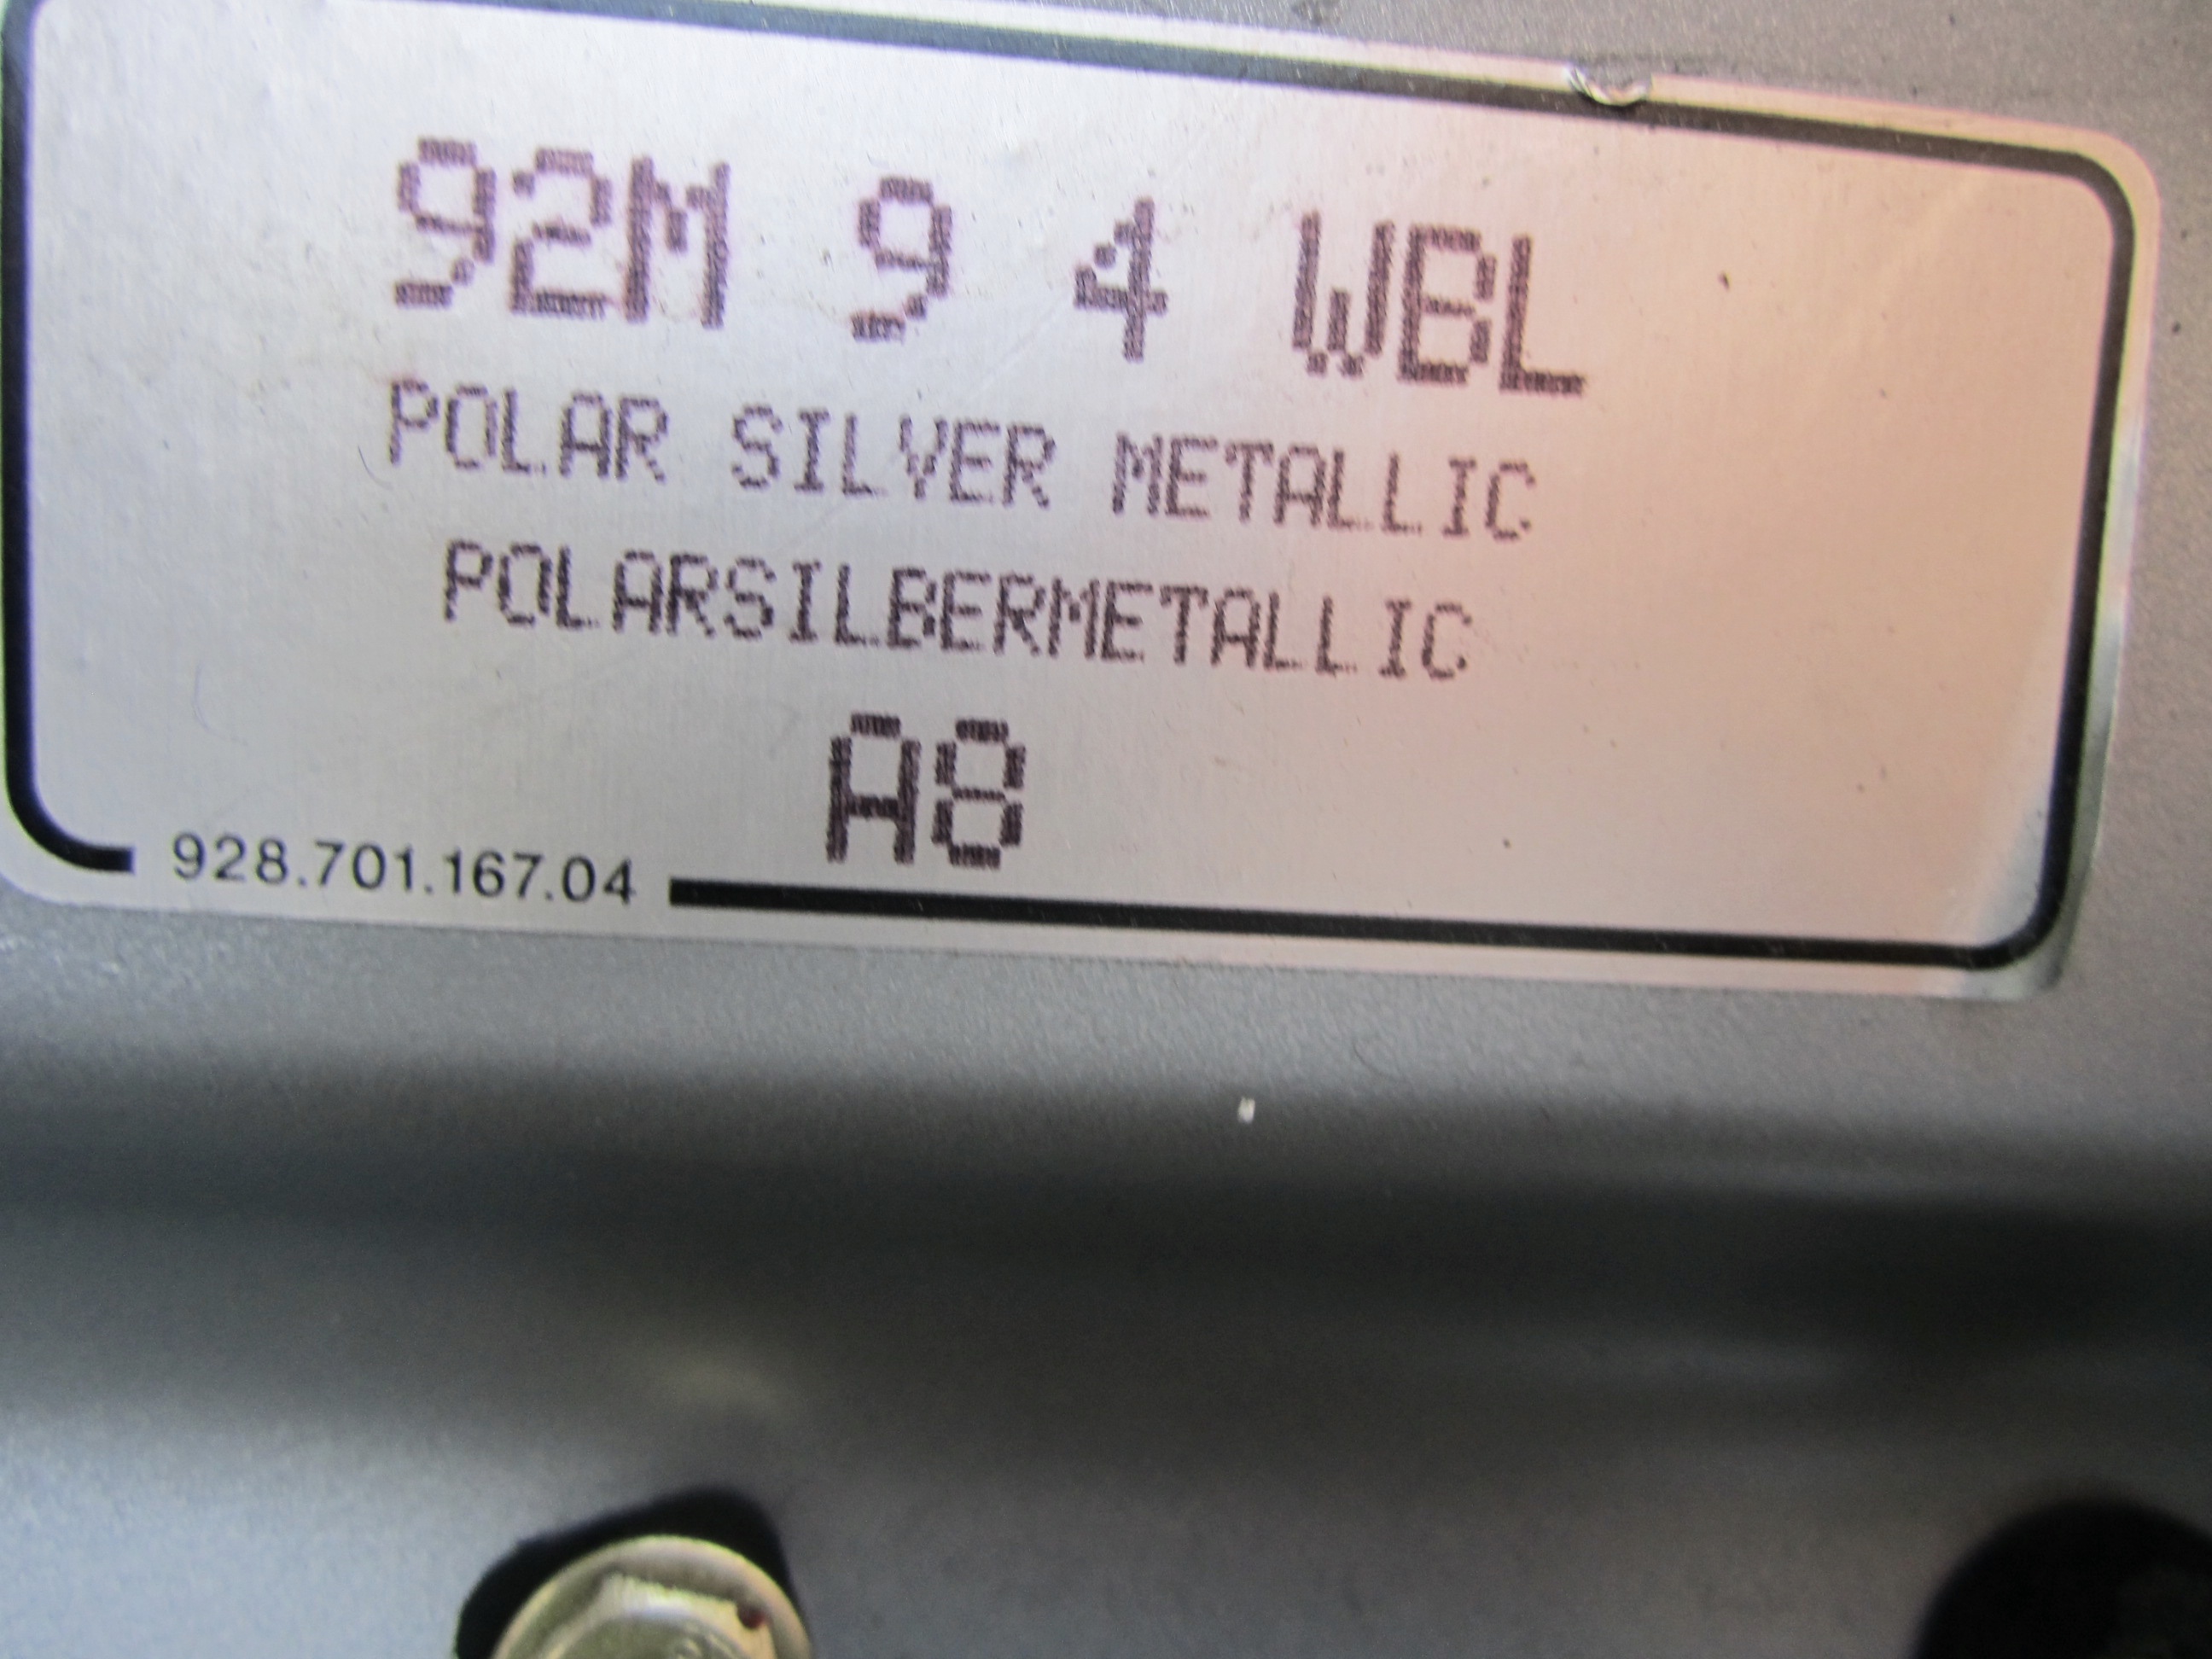 92M 9 4 WBL
POLAR SILVER METALLIC
POLARSILBERMETALLIC
A8
928.701.167.04